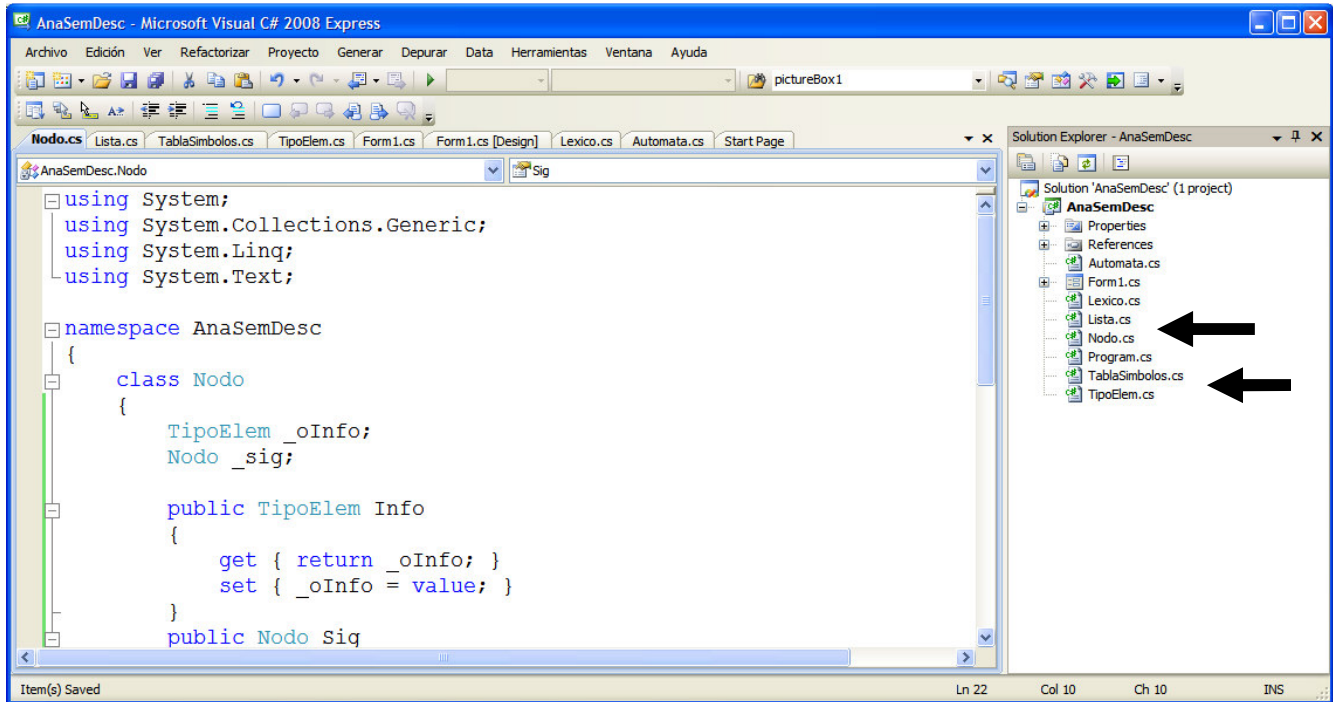 AnaSemDesc - Microsoft Visual C# 2008 Express
Archivo Edición Ver Refactorizar Proyecto Generar Depurar Data Herramientas Ventana Ayuda
pictureBox1
Nodo.cs Lista.cs TablaSimbolos.cs TipoElem.cs Form1.cs Form1.cs [Design] Lexico.cs Automata.cs Start Page
AnaSemDesc.Nodo Sig
using System;
using System.Collections.Generic;
using System.Linq;
using System.Text;
namespace AnaSemDesc
{
class Nodo
{
TipoElem _oInfo;
Nodo _sig;
public TipoElem Info
{
get { return _oInfo; }
set { _oInfo = value; }
}
public Nodo Sig
Solution Explorer - AnaSemDesc
Solution 'AnaSemDesc' (1 project)
AnaSemDesc
Properties
References
Automata.cs
Form1.cs
Lexico.cs
Lista.cs
Nodo.cs
Program.cs
TablaSimbolos.cs
TipoElem.cs
Item(s) Saved Ln 22 Col 10 Ch 10 INS